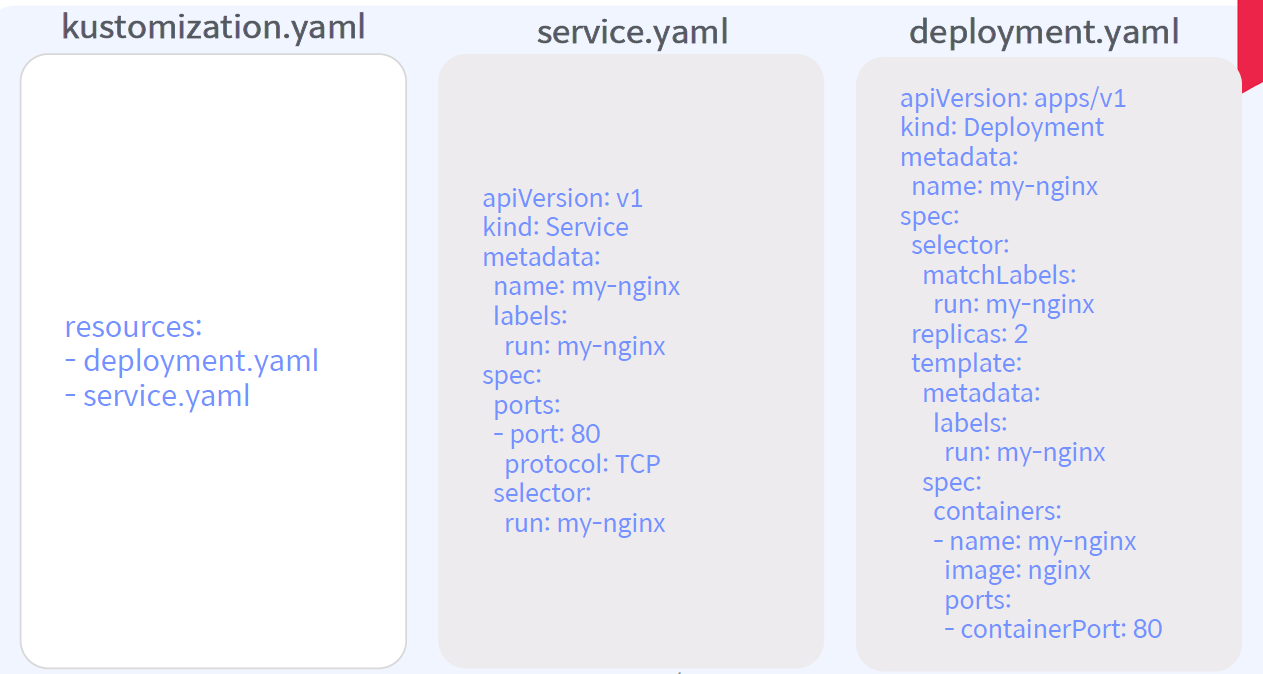 kustomization.yaml
resources:
- deployment.yaml
- service.yaml
service.yaml
apiVersion: v1
kind: Service
metadata:
  name: my-nginx
  labels:
    run: my-nginx
spec:
  ports:
  - port: 80
    protocol: TCP
  selector:
    run: my-nginx
deployment.yaml
apiVersion: apps/v1
kind: Deployment
metadata:
  name: my-nginx
spec:
  selector:
    matchLabels:
      run: my-nginx
  replicas: 2
  template:
    metadata:
      labels:
        run: my-nginx
    spec:
      containers:
      - name: my-nginx
        image: nginx
        ports:
        - containerPort: 80